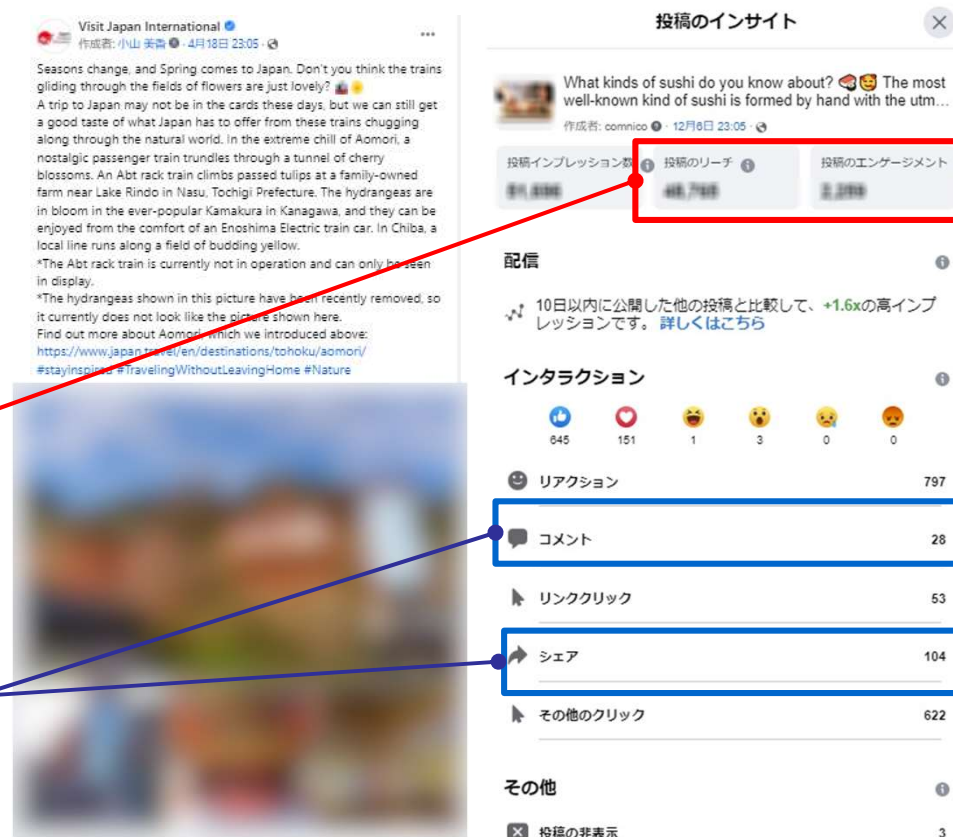 Visit Japan International
作成者: 小山 美香 · 4月18日 23:05 ·
Seasons change, and Spring comes to Japan. Don't you think the trains
gliding through the fields of flowers are just lovely?
A trip to Japan may not be in the cards these days, but we can still get
a good taste of what Japan has to offer from these trains chugging
along through the natural world. In the extreme chill of Aomori, a
nostalgic passenger train trundles through a tunnel of cherry
blossoms. An Abt rack train climbs passed tulips at a family-owned
farm near Lake Rindo in Nasu, Tochigi Prefecture. The hydrangeas are
in bloom in the ever-popular Kamakura in Kanagawa, and they can be
enjoyed from the comfort of an Enoshima Electric train car. In Chiba, a
local line runs along a field of budding yellow.
*The Abt rack train is currently not in operation and can only be seen
in display.
*The hydrangeas shown in this picture have been recently removed, so
it currently does not look like the picture shown here.
Find out more about Aomori, which we introduced above:
https://www.japan.travel/en/destinations/tohoku/aomori/
#stayinspired #TravelingWithoutLeavingHome #Nature
投稿のインサイト
What kinds of sushi do you know about? 🍣😋 The most
well-known kind of sushi is formed by hand with the utm...
作成者: comnico · 12月6日 23:05 ·
投稿インプレッション数 投稿のリーチ 投稿のエンゲージメント
配信
10日以内に公開した他の投稿と比較して、+1.6xの高インプ
レッションです。 詳しくはこちら
インタラクション
645 151 1 3 0 0
リアクション 797
コメント 28
リンククリック 53
シェア 104
その他のクリック 622
その他
投稿の非表示 3